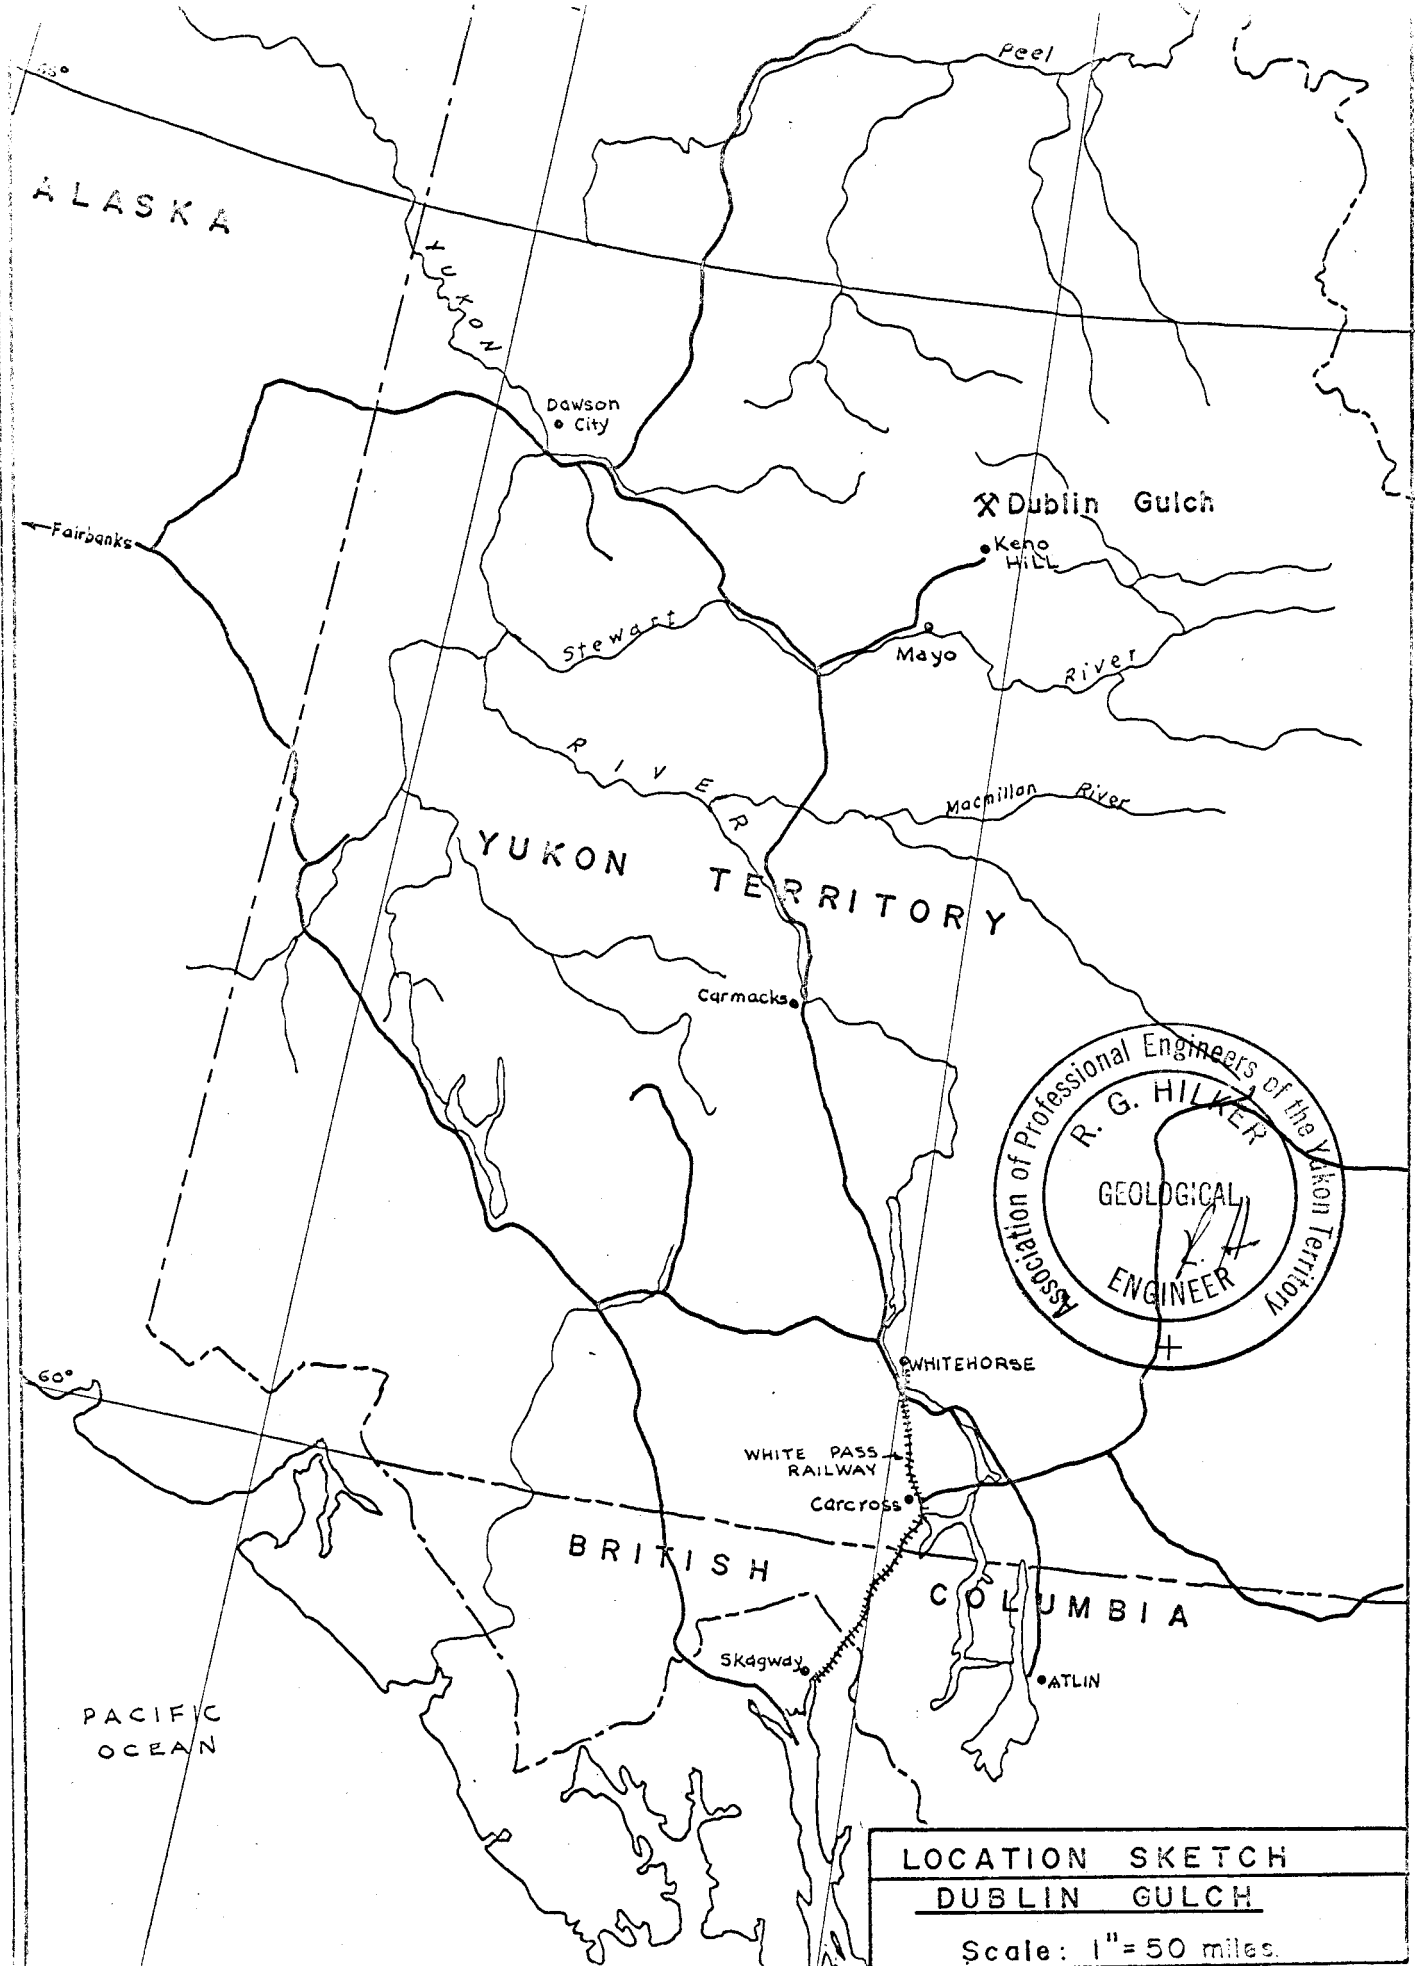 Peel
65°
ALASKA
YUKON
Dawson
City
Dublin Gulch
Fairbanks
Keno
HILL
Stewart
Mayo
River
RIVER
Macmillan River
YUKON TERRITORY
Carmacks
Association of Professional Engineers of the Yukon Territory
R. G. HILKER
GEOLOGICAL
ENGINEER
WHITEHORSE
60°
WHITE PASS
RAILWAY
Carcross
BRITISH
COLUMBIA
Skagway
ATLIN
PACIFIC
OCEAN
LOCATION SKETCH
DUBLIN GULCH
Scale: 1"=50 miles.